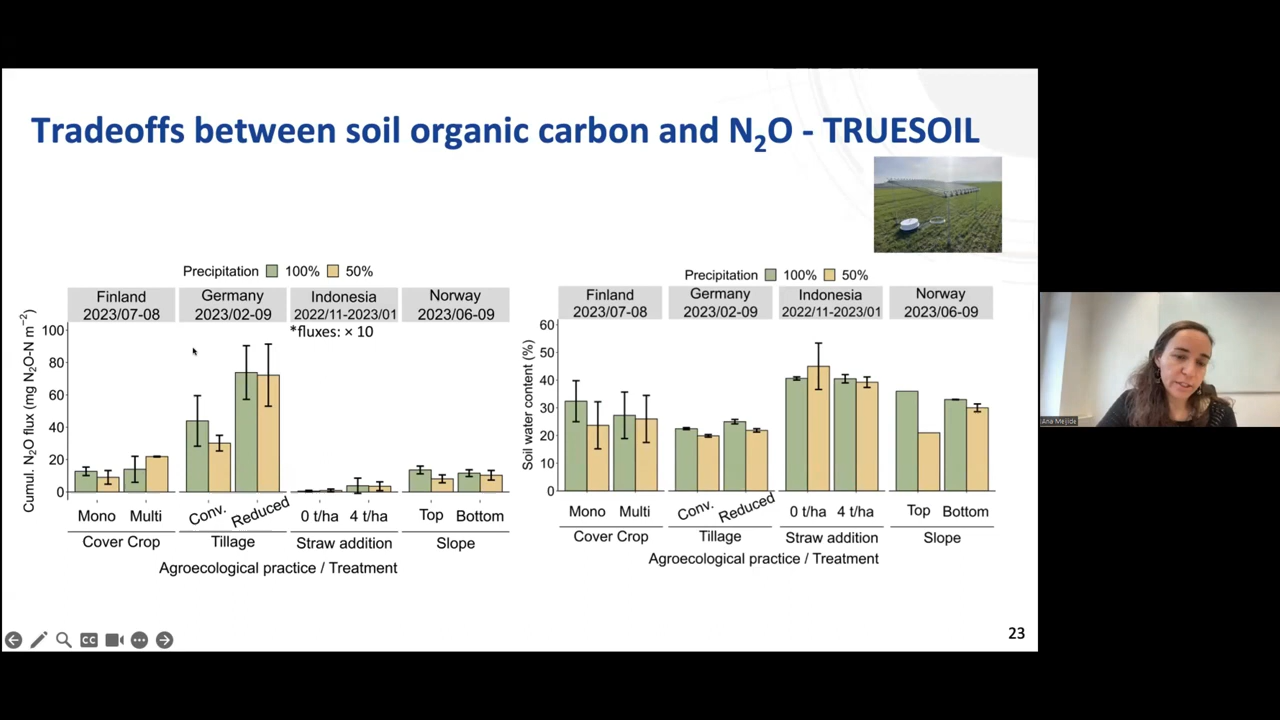 Tradeoffs between soil organic carbon and N₂O - TRUESOIL
Precipitation 100% 50%
Finland
2023/07-08
Germany
2023/02-09
Indonesia
2022/11-2023/01
Norway
2023/06-09
*fluxes: × 10
Cumul. N₂O flux (mg N₂O-N m⁻²)
100
80
60
40
20
0
Mono Multi Conv. Reduced 0 t/ha 4 t/ha Top Bottom
Cover Crop Tillage Straw addition Slope
Agroecological practice / Treatment
Precipitation 100% 50%
Finland
2023/07-08
Germany
2023/02-09
Indonesia
2022/11-2023/01
Norway
2023/06-09
Soil water content (%)
60
50
40
30
20
10
0
Mono Multi Conv. Reduced 0 t/ha 4 t/ha Top Bottom
Cover Crop Tillage Straw addition Slope
Agroecological practice / Treatment
23
CC
Ana Meijide